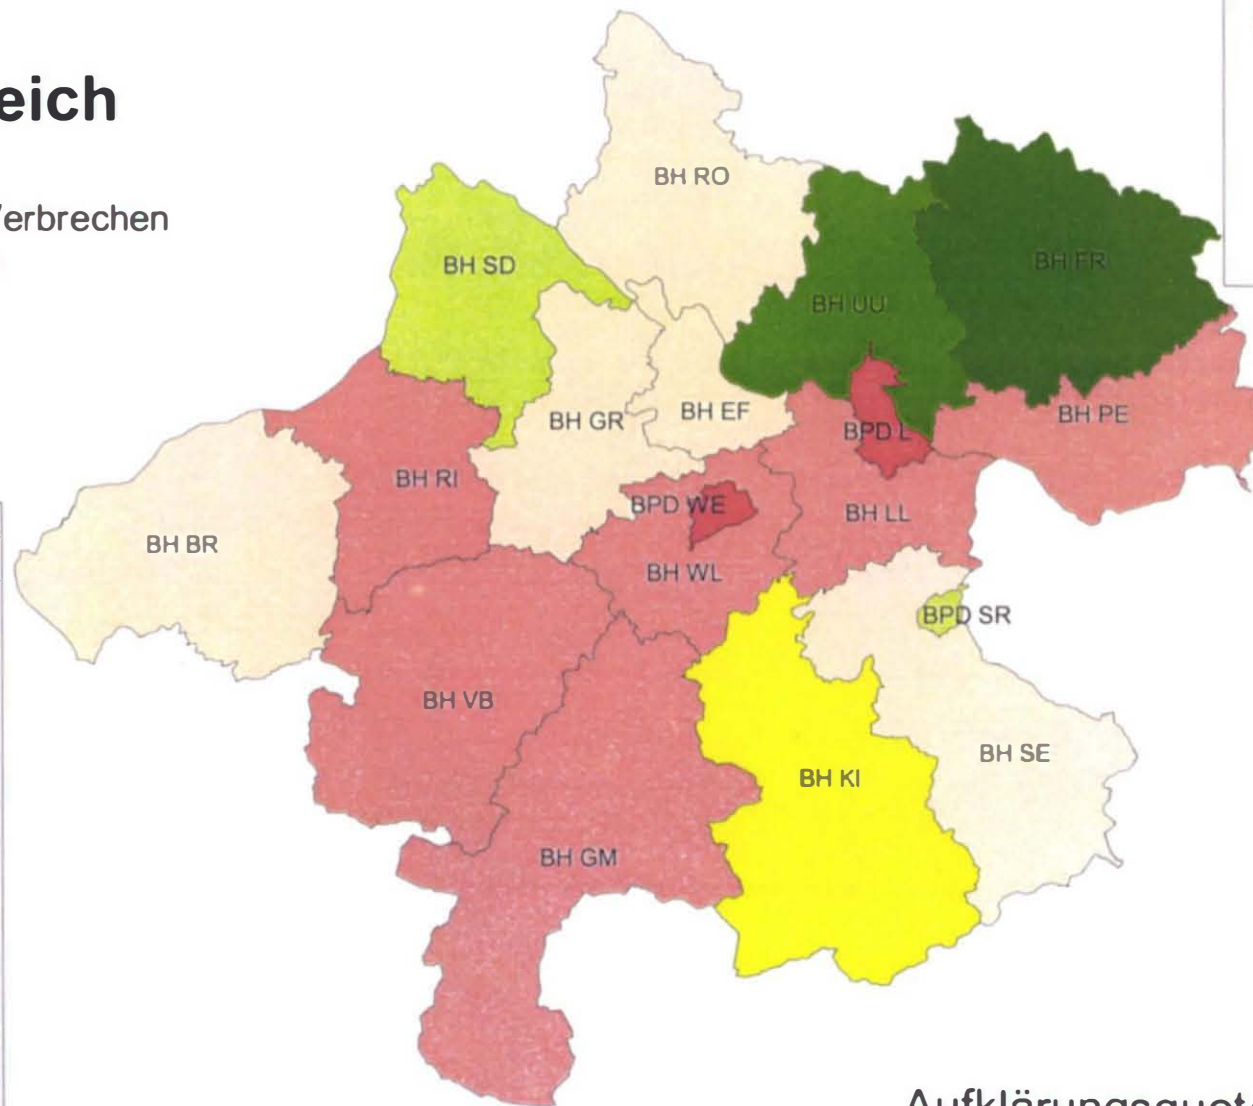 eich
Verbrechen
BH RO
BH SD
BH FR
BH UU
BH GR
BH EF
BPD L
BH PE
BH RI
BPD WE
BH LL
BH BR
BH WL
BPD SR
BH VB
BH SE
BH KI
BH GM
Aufklärungsquote